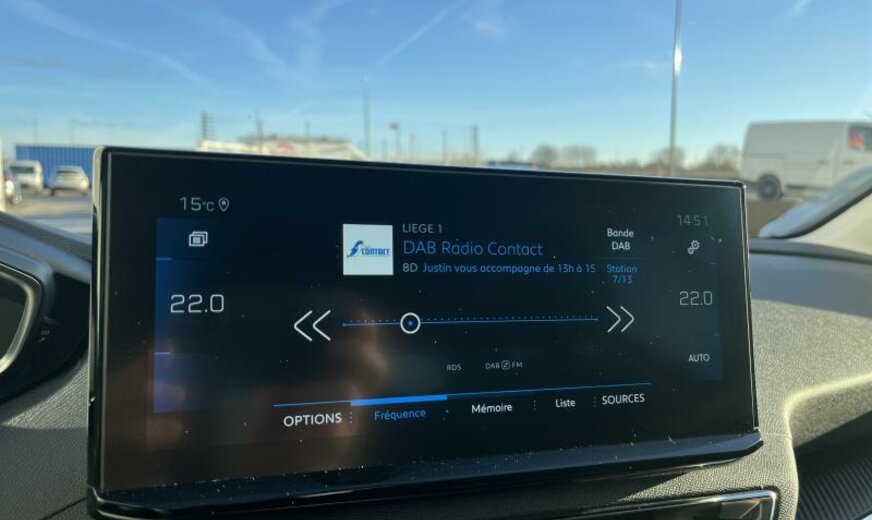 15°C
14:51
LIEGE 1
CONTACT
DAB Radio Contact
Bande
DAB
8D Justin vous accompagne de 13h à 15
Station
7/13
22.0
22.0
RDS
DAB FM
AUTO
OPTIONS
Fréquence
Mémoire
Liste
SOURCES